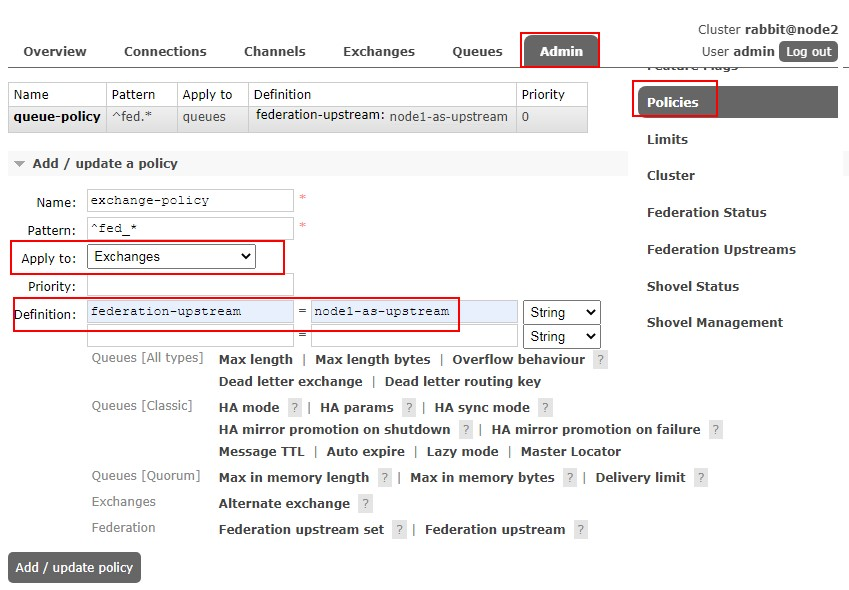 Cluster rabbit@node2
Overview Connections Channels Exchanges Queues Admin User admin Log out
Feature Flags
Name Pattern Apply to Definition Priority
queue-policy ^fed.* queues federation-upstream: node1-as-upstream 0
Policies
Limits
Cluster
Federation Status
Federation Upstreams
Shovel Status
Shovel Management
Add / update a policy
Name: exchange-policy *
Pattern: ^fed_* *
Apply to: Exchanges
Priority:
Definition: federation-upstream = node1-as-upstream String
= String
Queues [All types] Max length | Max length bytes | Overflow behaviour ?
Dead letter exchange | Dead letter routing key
Queues [Classic] HA mode ? | HA params ? | HA sync mode ?
HA mirror promotion on shutdown ? | HA mirror promotion on failure ?
Message TTL | Auto expire | Lazy mode | Master Locator
Queues [Quorum] Max in memory length ? | Max in memory bytes ? | Delivery limit ?
Exchanges Alternate exchange ?
Federation Federation upstream set ? | Federation upstream ?
Add / update policy